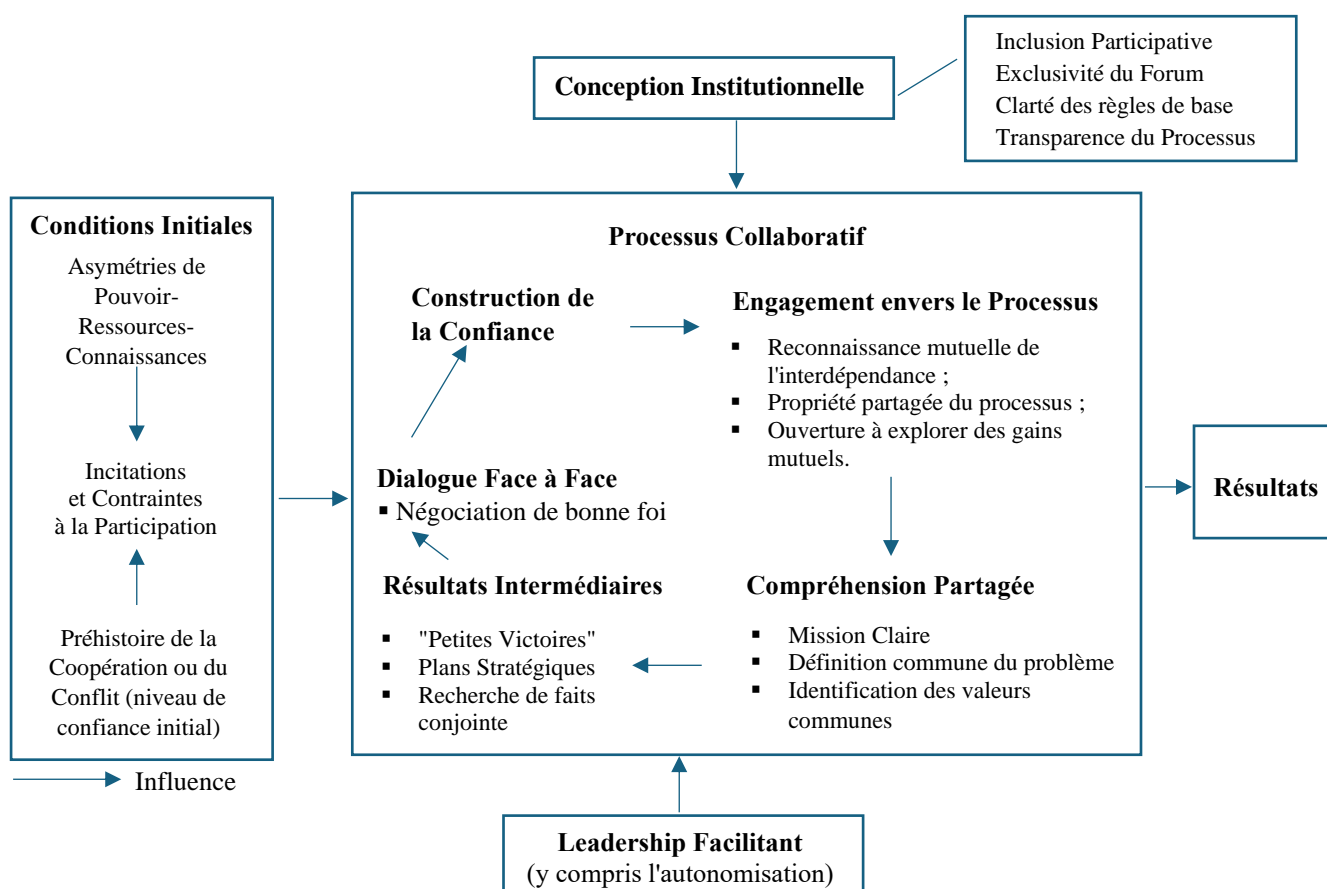 Inclusion Participative
Exclusivité du Forum
Clarté des règles de base
Transparence du Processus
Conception Institutionnelle
Conditions Initiales
Asymétries de
Pouvoir-
Ressources-
Connaissances
Incitations
et Contraintes
à la Participation
Préhistoire de la
Coopération ou du
Conflit (niveau de
confiance initial)
Influence
Processus Collaboratif
Construction de
la Confiance
Engagement envers le Processus
▪ Reconnaissance mutuelle de
l'interdépendance ;
▪ Propriété partagée du processus ;
▪ Ouverture à explorer des gains
mutuels.
Dialogue Face à Face
▪ Négociation de bonne foi
Résultats Intermédiaires
▪ "Petites Victoires"
▪ Plans Stratégiques
▪ Recherche de faits
conjointe
Compréhension Partagée
▪ Mission Claire
▪ Définition commune du problème
▪ Identification des valeurs
communes
Résultats
Leadership Facilitant
(y compris l'autonomisation)